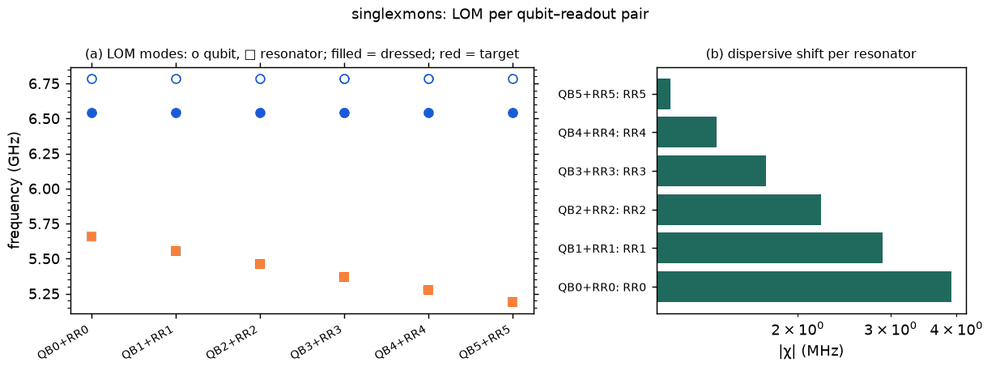 singlexmons: LOM per qubit–readout pair
(a) LOM modes: o qubit, □ resonator; filled = dressed; red = target
frequency (GHz)
6.75
6.50
6.25
6.00
5.75
5.50
5.25
QB0+RR0
QB1+RR1
QB2+RR2
QB3+RR3
QB4+RR4
QB5+RR5
(b) dispersive shift per resonator
QB5+RR5: RR5
QB4+RR4: RR4
QB3+RR3: RR3
QB2+RR2: RR2
QB1+RR1: RR1
QB0+RR0: RR0
2 × 10⁰
3 × 10⁰
4 × 10⁰
|χ| (MHz)